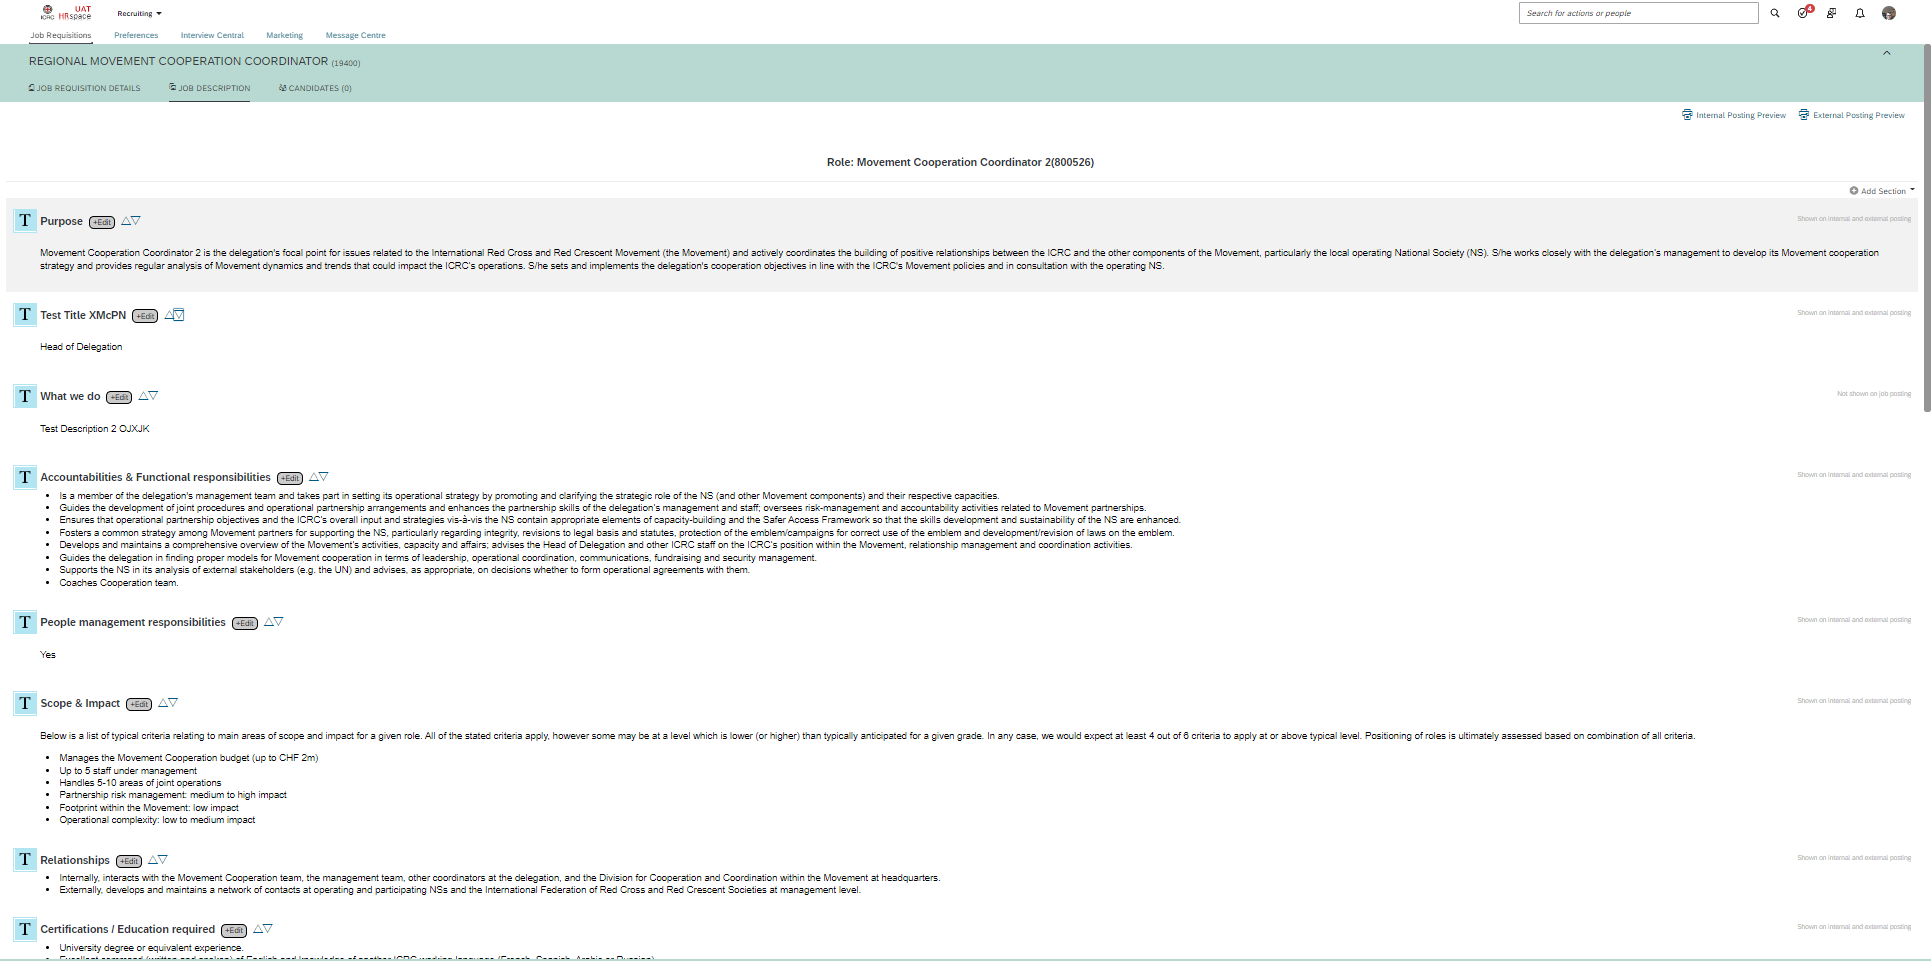 ICRC UAT HRspace Recruiting Search for actions or people 4
Job Requisitions Preferences Interview Central Marketing Message Centre
REGIONAL MOVEMENT COOPERATION COORDINATOR (19400)
JOB REQUISITION DETAILS JOB DESCRIPTION CANDIDATES (0)
Internal Posting Preview External Posting Preview
Role: Movement Cooperation Coordinator 2(800526)
Add Section
T Purpose +Edit Shown on internal and external posting
Movement Cooperation Coordinator 2 is the delegation's focal point for issues related to the International Red Cross and Red Crescent Movement (the Movement) and actively coordinates the building of positive relationships between the ICRC and the other components of the Movement, particularly the local operating National Society (NS). S/he works closely with the delegation's management to develop its Movement cooperation
strategy and provides regular analysis of Movement dynamics and trends that could impact the ICRC's operations. S/he sets and implements the delegation's cooperation objectives in line with the ICRC's Movement policies and in consultation with the operating NS.
T Test Title XMcPN +Edit Shown on internal and external posting
Head of Delegation
T What we do +Edit Not shown on job posting
Test Description 2 OJXJK
T Accountabilities & Functional responsibilities +Edit Shown on internal and external posting
• Is a member of the delegation's management team and takes part in setting its operational strategy by promoting and clarifying the strategic role of the NS (and other Movement components) and their respective capacities.
• Guides the development of joint procedures and operational partnership arrangements and enhances the partnership skills of the delegation's management and staff; oversees risk-management and accountability activities related to Movement partnerships.
• Ensures that operational partnership objectives and the ICRC's overall input and strategies vis-à-vis the NS contain appropriate elements of capacity-building and the Safer Access Framework so that the skills development and sustainability of the NS are enhanced.
• Fosters a common strategy among Movement partners for supporting the NS, particularly regarding integrity, revisions to legal basis and statutes, protection of the emblem/campaigns for correct use of the emblem and development/revision of laws on the emblem.
• Develops and maintains a comprehensive overview of the Movement's activities, capacity and affairs; advises the Head of Delegation and other ICRC staff on the ICRC's position within the Movement, relationship management and coordination activities.
• Guides the delegation in finding proper models for Movement cooperation in terms of leadership, operational coordination, communications, fundraising and security management.
• Supports the NS in its analysis of external stakeholders (e.g. the UN) and advises, as appropriate, on decisions whether to form operational agreements with them.
• Coaches Cooperation team.
T People management responsibilities +Edit Shown on internal and external posting
Yes
T Scope & Impact +Edit Shown on internal and external posting
Below is a list of typical criteria relating to main areas of scope and impact for a given role. All of the stated criteria apply, however some may be at a level which is lower (or higher) than typically anticipated for a given grade. In any case, we would expect at least 4 out of 6 criteria to apply at or above typical level. Positioning of roles is ultimately assessed based on combination of all criteria.
• Manages the Movement Cooperation budget (up to CHF 2m)
• Up to 5 staff under management
• Handles 5-10 areas of joint operations
• Partnership risk management: medium to high impact
• Footprint within the Movement: low impact
• Operational complexity: low to medium impact
T Relationships +Edit Shown on internal and external posting
• Internally, interacts with the Movement Cooperation team, the management team, other coordinators at the delegation, and the Division for Cooperation and Coordination within the Movement at headquarters.
• Externally, develops and maintains a network of contacts at operating and participating NSs and the International Federation of Red Cross and Red Crescent Societies at management level.
T Certifications / Education required +Edit Shown on internal and external posting
• University degree or equivalent experience.
• Excellent command (written and spoken) of English and knowledge of another ICRC working language (French, Spanish, Arabic or Russian)